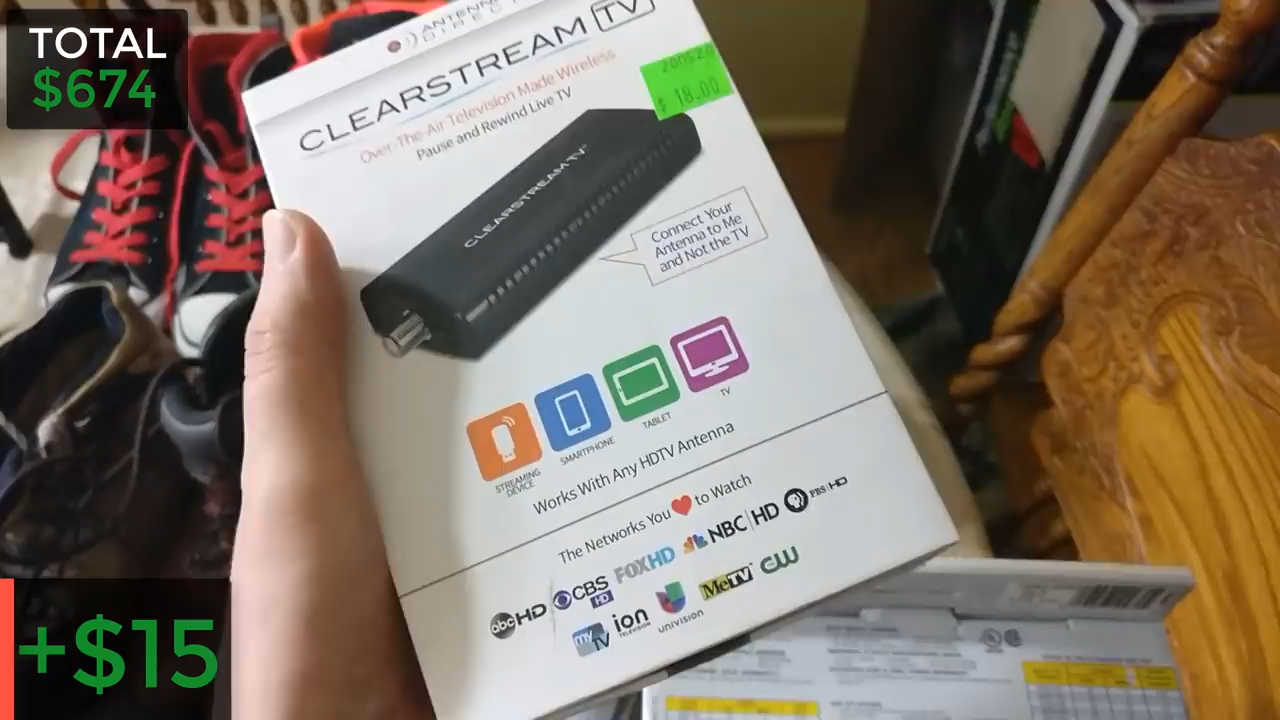 TOTAL
$674
ANTENNAS
DIRECT
CLEARSTREAM TV
200620
$ 18.00
Over-The-Air Television Made Wireless
Pause and Rewind Live TV
CLEARSTREAM TV
Connect Your
Antenna to Me
and Not the TV
STREAMING
DEVICE
SMARTPHONE
TABLET
TV
Works With Any HDTV Antenna
The Networks You to Watch
abc HD
CBS
HD
FOX HD
NBC HD
PBS HD
my
TV
ion
TELEVISION
UNIVISION
MeTV
CW
+$15